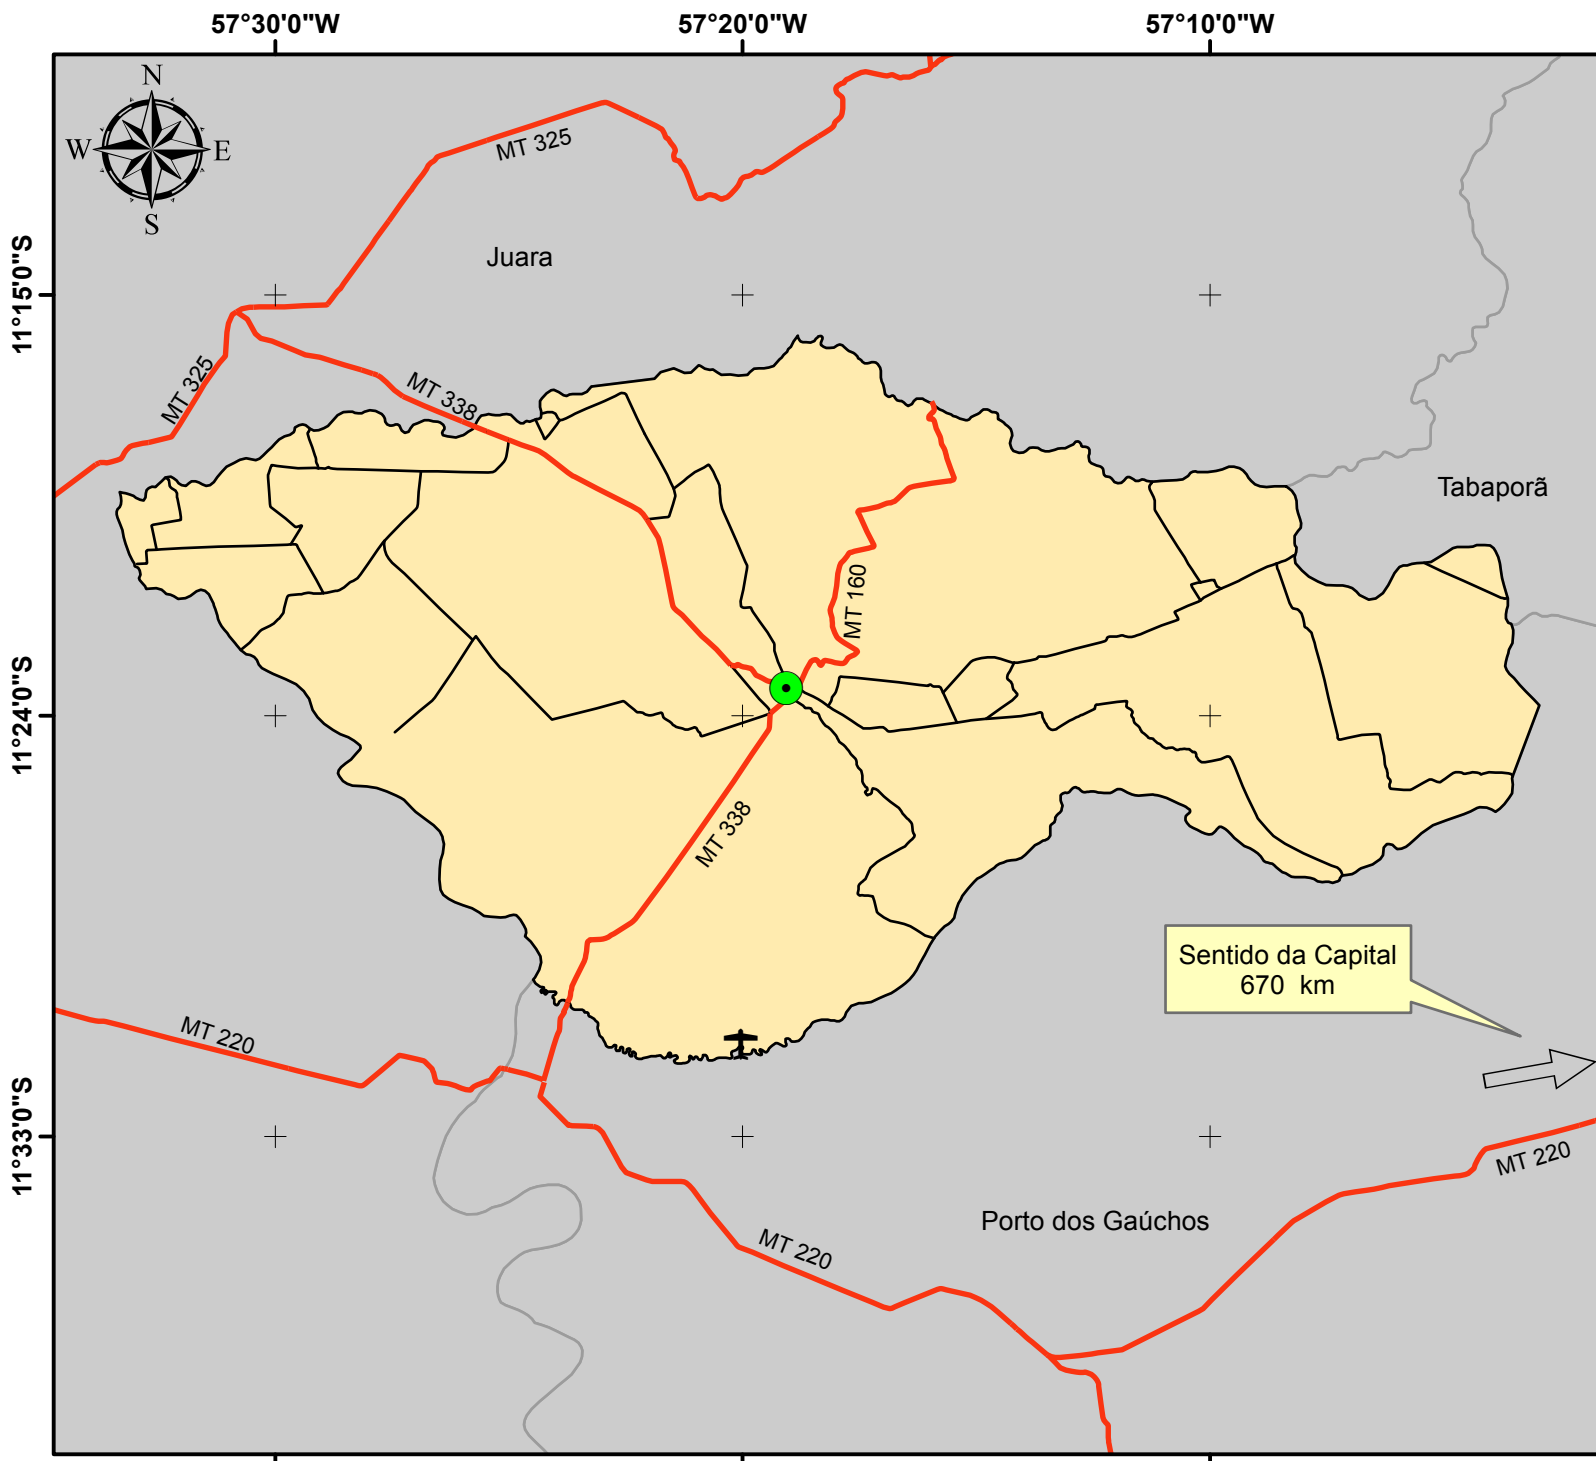 57°30'0"W
57°20'0"W
57°10'0"W
N
W
E
S
MT 325
Juara
11°15'0"S
MT 325
MT 338
Tabaporã
MT 160
11°24'0"S
MT 338
Sentido da Capital
670 km
MT 220
11°33'0"S
MT 220
Porto dos Gaúchos
MT 220